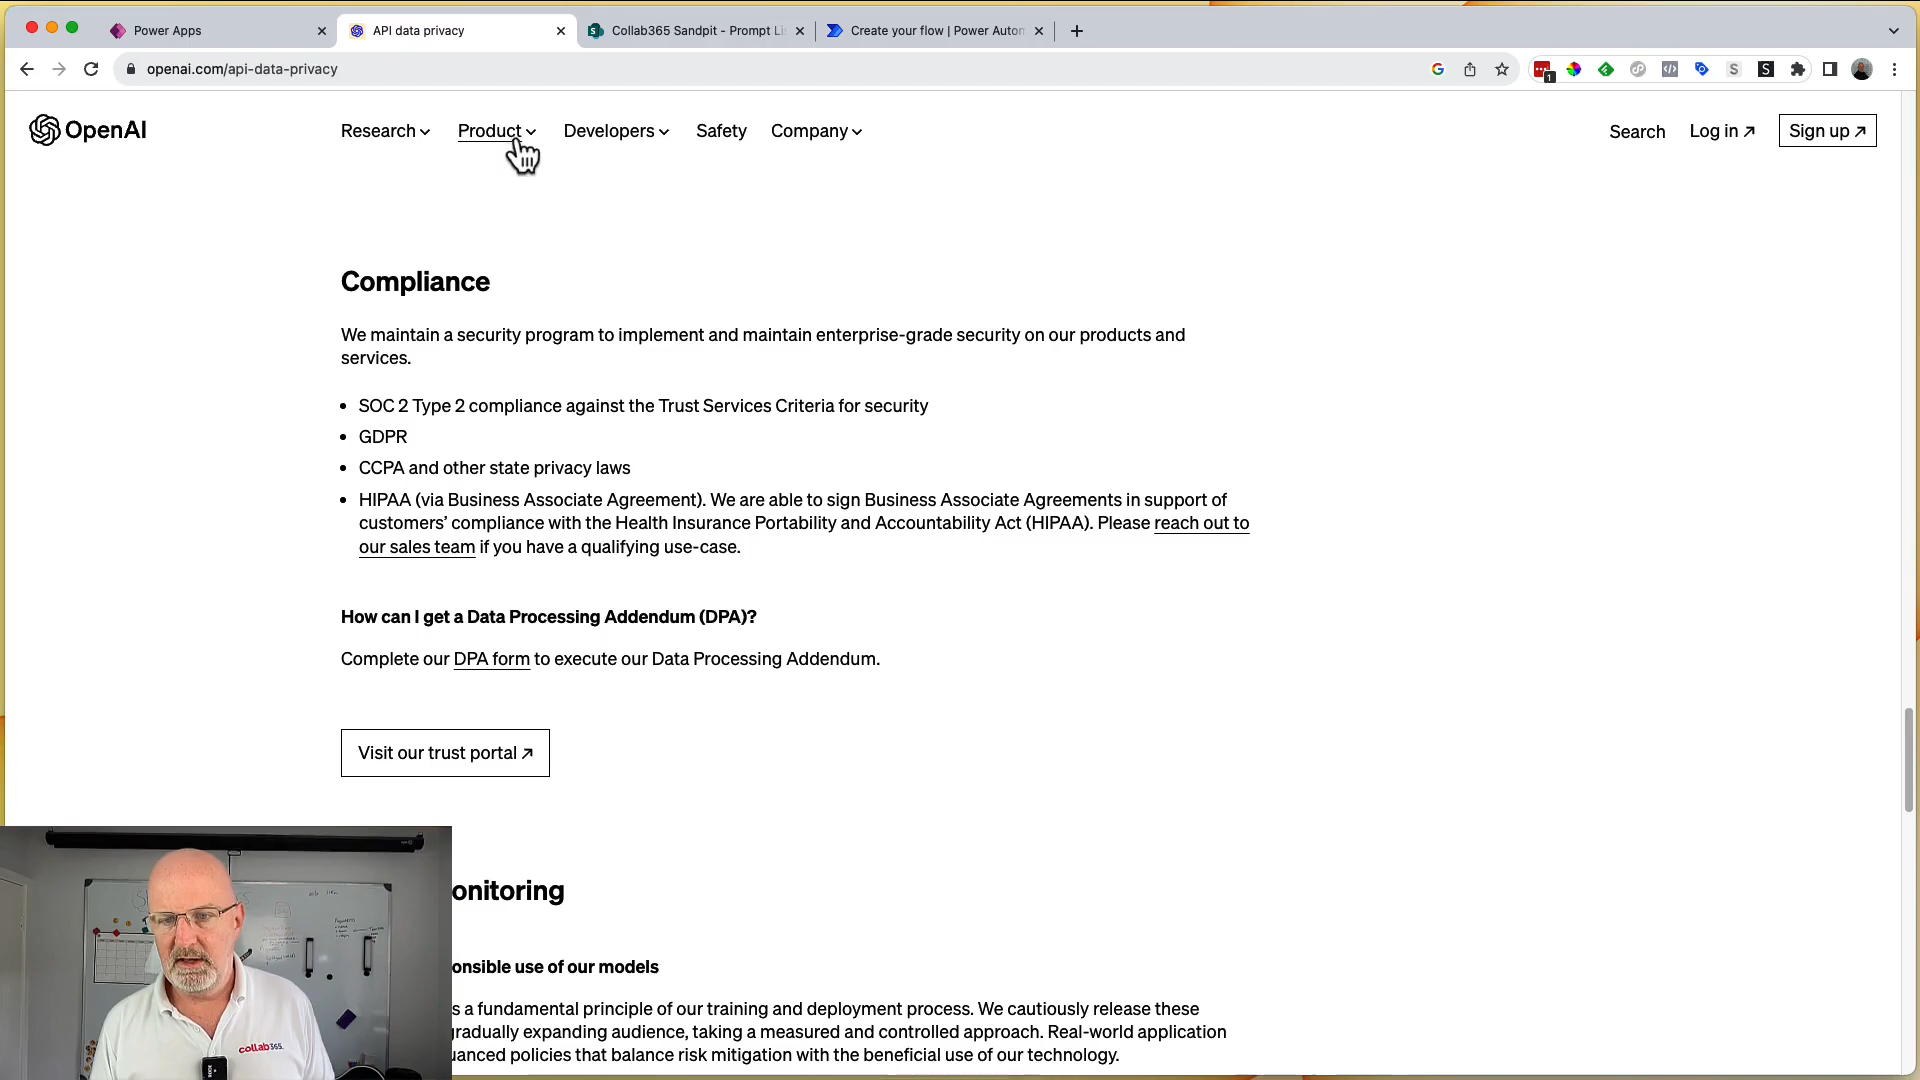 Power Apps
API data privacy
Collab365 Sandpit - Prompt Li
Create your flow | Power Autom
openai.com/api-data-privacy
1
OpenAI
Research
Product
Developers
Safety
Company
Search
Log in ↗
Sign up ↗
Compliance
We maintain a security program to implement and maintain enterprise-grade security on our products and
services.
• SOC 2 Type 2 compliance against the Trust Services Criteria for security
• GDPR
• CCPA and other state privacy laws
• HIPAA (via Business Associate Agreement). We are able to sign Business Associate Agreements in support of
customers’ compliance with the Health Insurance Portability and Accountability Act (HIPAA). Please reach out to
our sales team if you have a qualifying use-case.
How can I get a Data Processing Addendum (DPA)?
Complete our DPA form to execute our Data Processing Addendum.
Visit our trust portal ↗
onitoring
onsible use of our models
s a fundamental principle of our training and deployment process. We cautiously release these
gradually expanding audience, taking a measured and controlled approach. Real-world application
uanced policies that balance risk mitigation with the beneficial use of our technology.
collab365